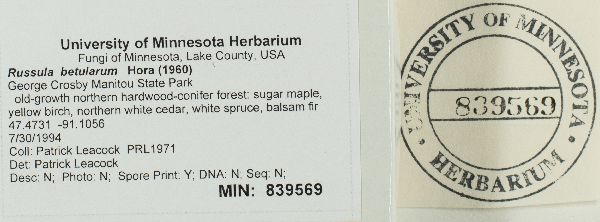 University of Minnesota Herbarium
Fungi of Minnesota, Lake County, USA
Russula betularum Hora (1960)
George Crosby Manitou State Park
old-growth northern hardwood-conifer forest: sugar maple,
yellow birch, northern white cedar, white spruce, balsam fir
47.4731 -91.1056
7/30/1994
Coll: Patrick Leacock PRL1971
Det: Patrick Leacock
Desc: N; Photo: N; Spore Print: Y; DNA: N; Seq: N;
MIN: 839569
UNIVERSITY OF MINNESOTA
839569
HERBARIUM